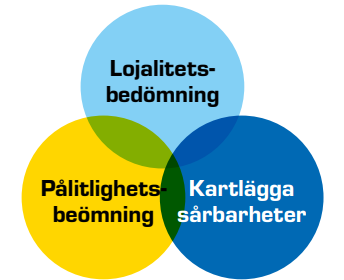 Lojalitets-
bedömning
Pålitlighets-
beömning
Kartlägga
sårbarheter